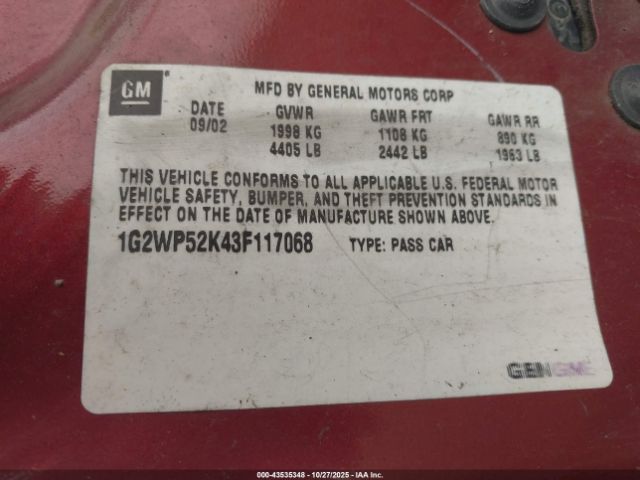 GM
MFD BY GENERAL MOTORS CORP
DATE GVWR GAWR FRT GAWR RR
09/02 1998 KG 1108 KG 890 KG
4405 LB 2442 LB 1963 LB
THIS VEHICLE CONFORMS TO ALL APPLICABLE U.S. FEDERAL MOTOR
VEHICLE SAFETY, BUMPER, AND THEFT PREVENTION STANDARDS IN
EFFECT ON THE DATE OF MANUFACTURE SHOWN ABOVE.
1G2WP52K43F117068 TYPE: PASS CAR
000-43535348 - 10/27/2025 - IAA Inc.